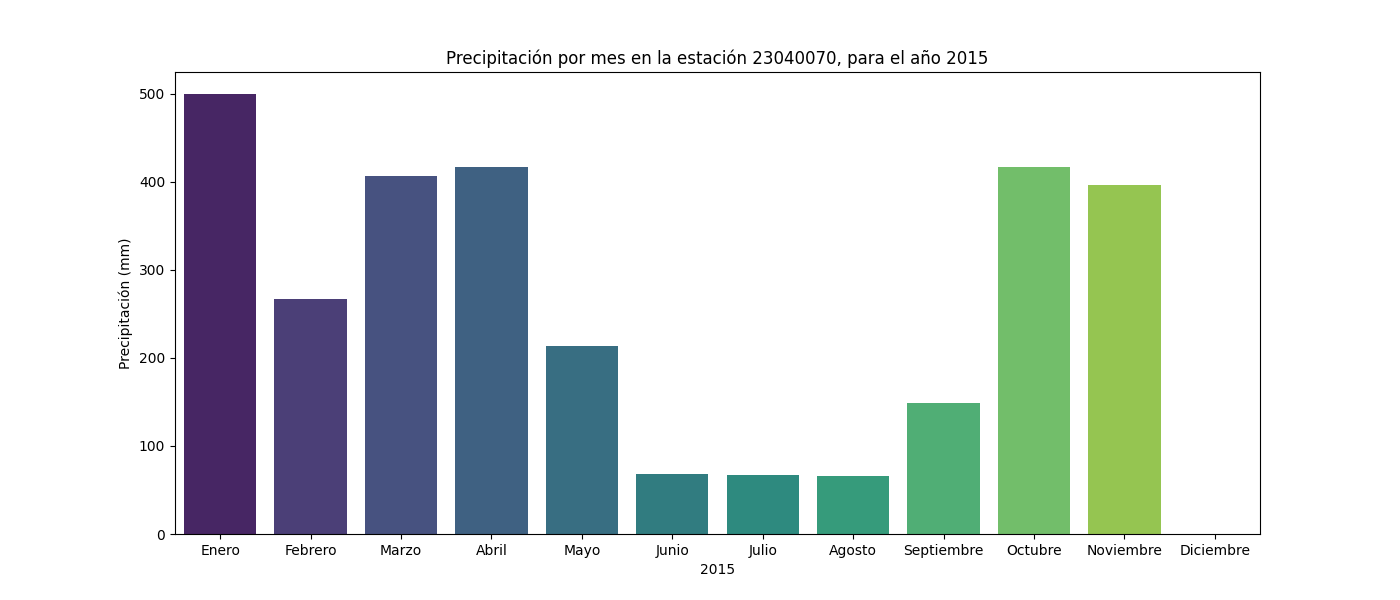 Precipitación por mes en la estación 23040070, para el año 2015
Precipitación (mm)
500
400
300
200
100
0
Enero Febrero Marzo Abril Mayo Junio Julio Agosto Septiembre Octubre Noviembre Diciembre
2015